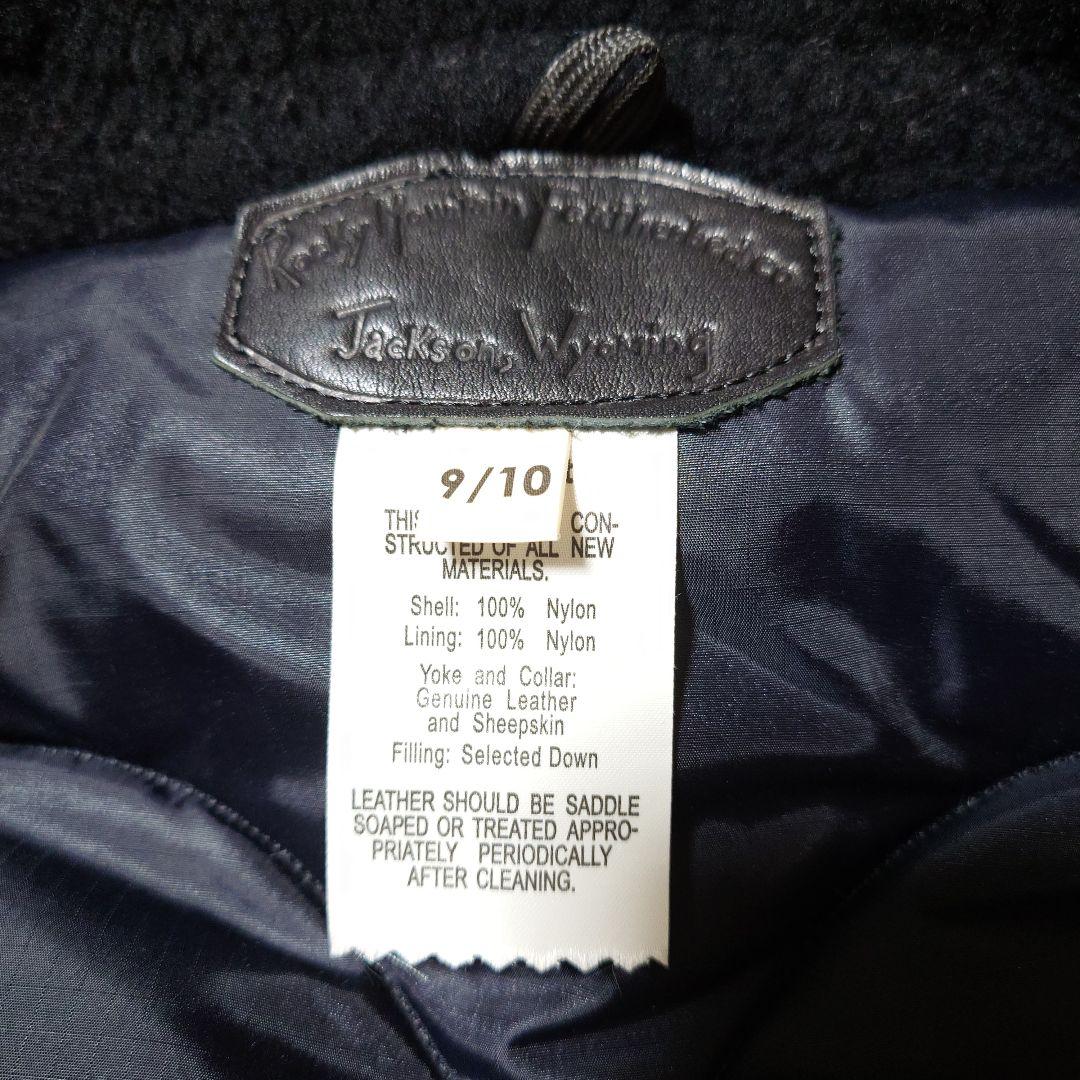 Rocky Mountain Featherbed co
Jackson, Wyoming
9/10
THIS CON-
STRUCTED OF ALL NEW
MATERIALS.
Shell: 100% Nylon
Lining: 100% Nylon
Yoke and Collar:
Genuine Leather
and Sheepskin
Filling: Selected Down
LEATHER SHOULD BE SADDLE
SOAPED OR TREATED APPRO-
PRIATELY PERIODICALLY
AFTER CLEANING.